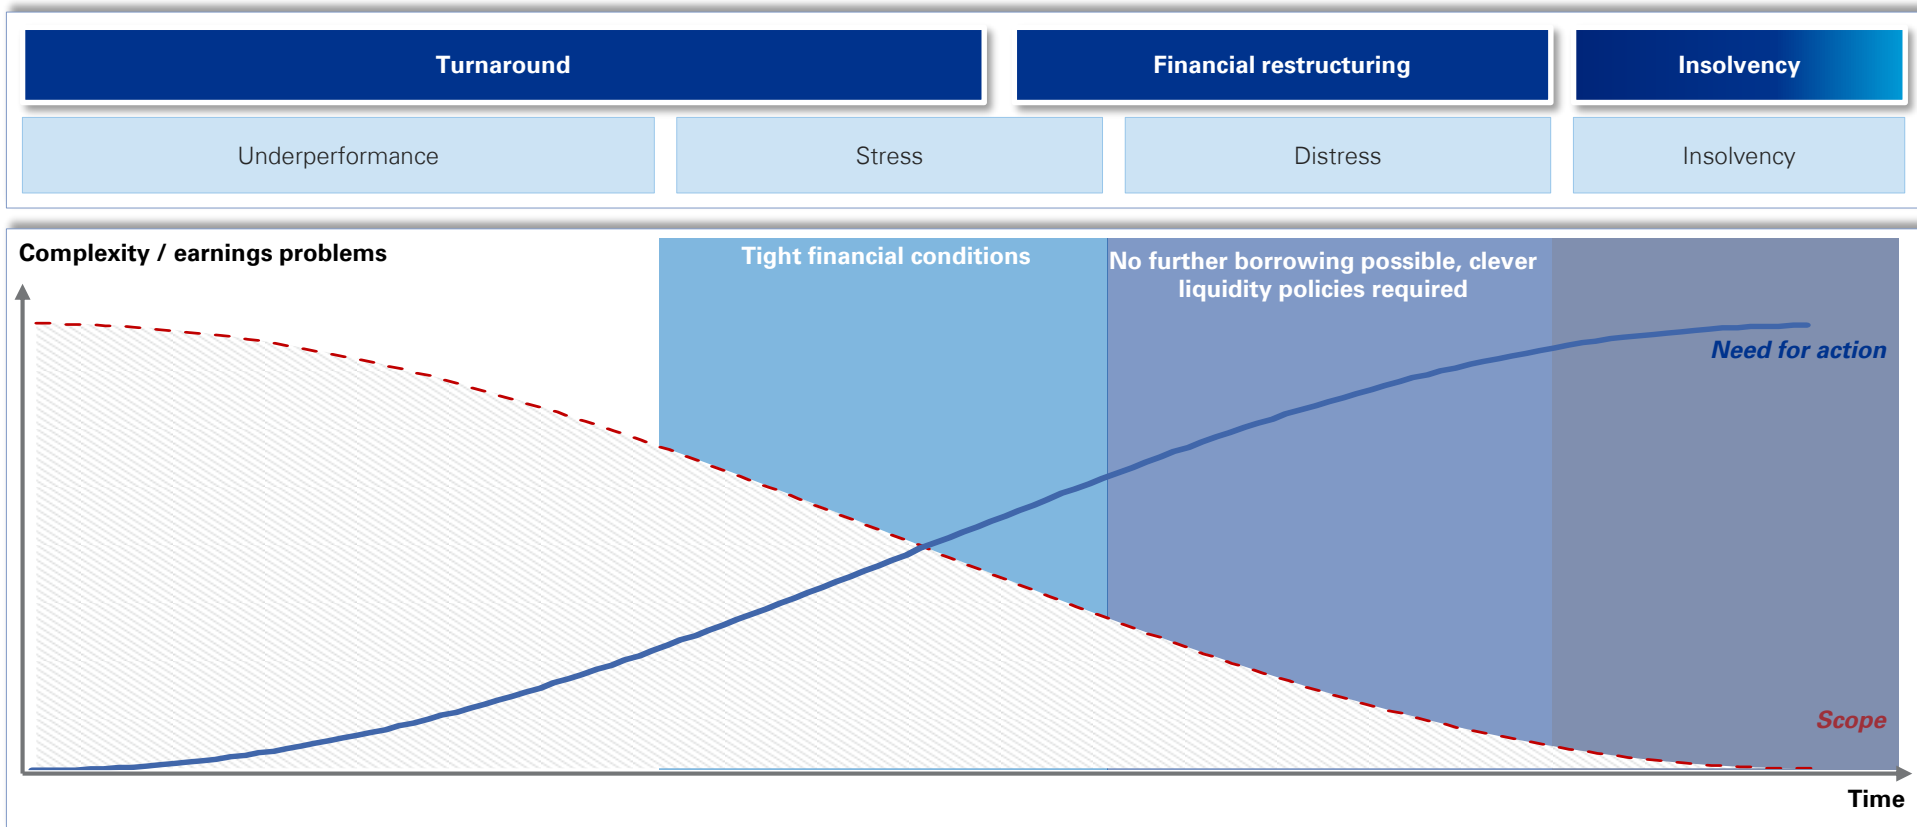 Turnaround
Financial restructuring
Insolvency
Underperformance
Stress
Distress
Insolvency
Complexity / earnings problems
Tight financial conditions
No further borrowing possible, clever
liquidity policies required
Need for action
Scope
Time